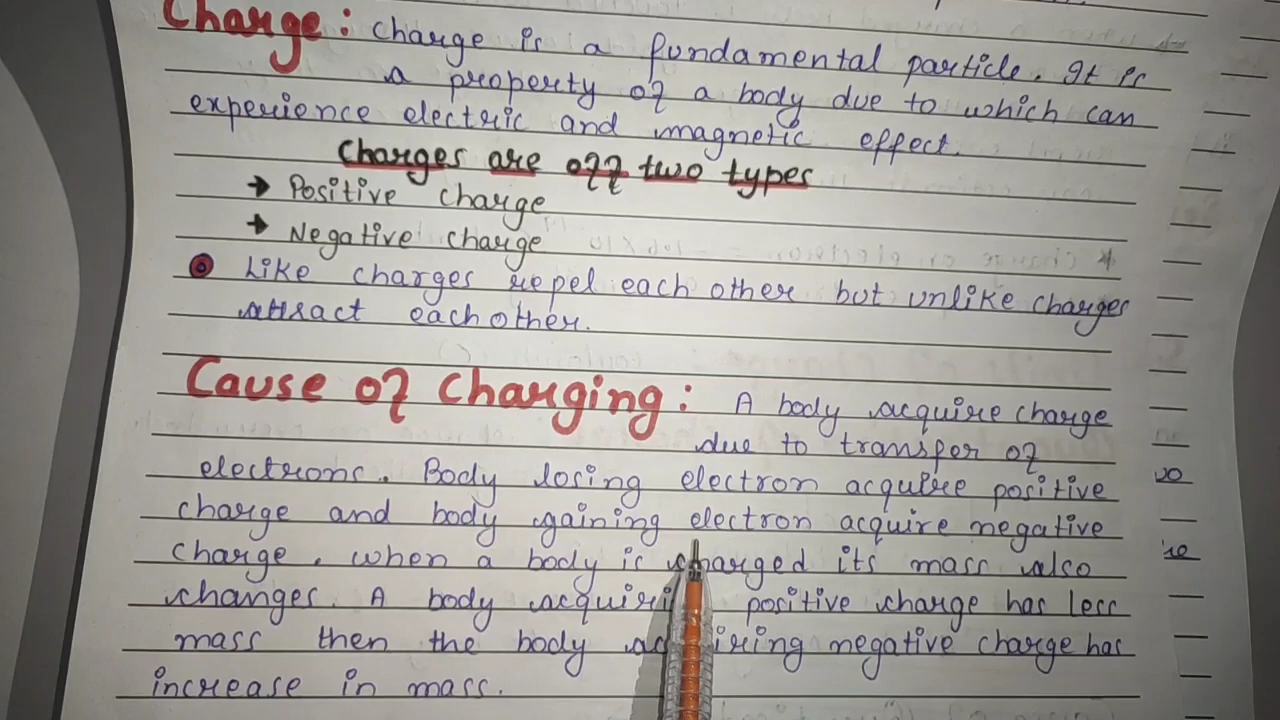 Charge: Charge is a fundamental particle. It is
a property of a body due to which can
experience electric and magnetic effect.
Charges are off two types
→ Positive charge
→ Negative charge
Like charges repel each other but unlike charges
attract each other.
Cause of Charging: A body acquire charge
due to transfer of
electrons. Body losing electron acquire positive
charge and body gaining electron acquire negative
charge. when a body is charged its mass also
changes. A body positive charge has less
mass then the body negative charge has
increase in mass.